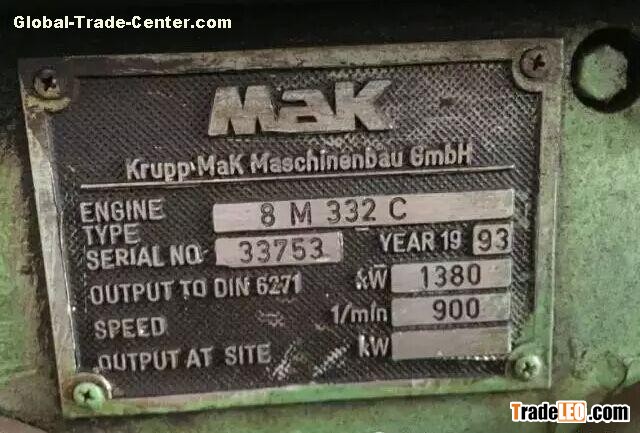 Global-Trade-Center.com
MaK
Krupp MaK Maschinenbau GmbH
ENGINE TYPE 8 M 332 C
SERIAL NO 33753 YEAR 19 93
OUTPUT TO DIN 6271 kW 1380
SPEED 1/min 900
OUTPUT AT SITE kW
TradeLEO.com